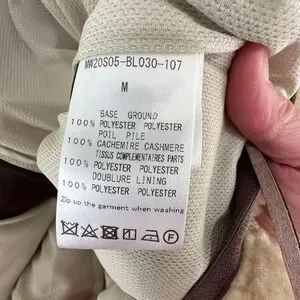 MW20S05-BL030-107
M
BASE GROUND
100% POLYESTER POLYESTER
POIL PILE
100% CACHEMIRE CASHMERE
TISSUS COMPLEMENTAIRES PARTS
100% POLYESTER POLYESTER
DOUBLURE LINING
100% POLYESTER POLYESTER
Zip up the garment when washing
F